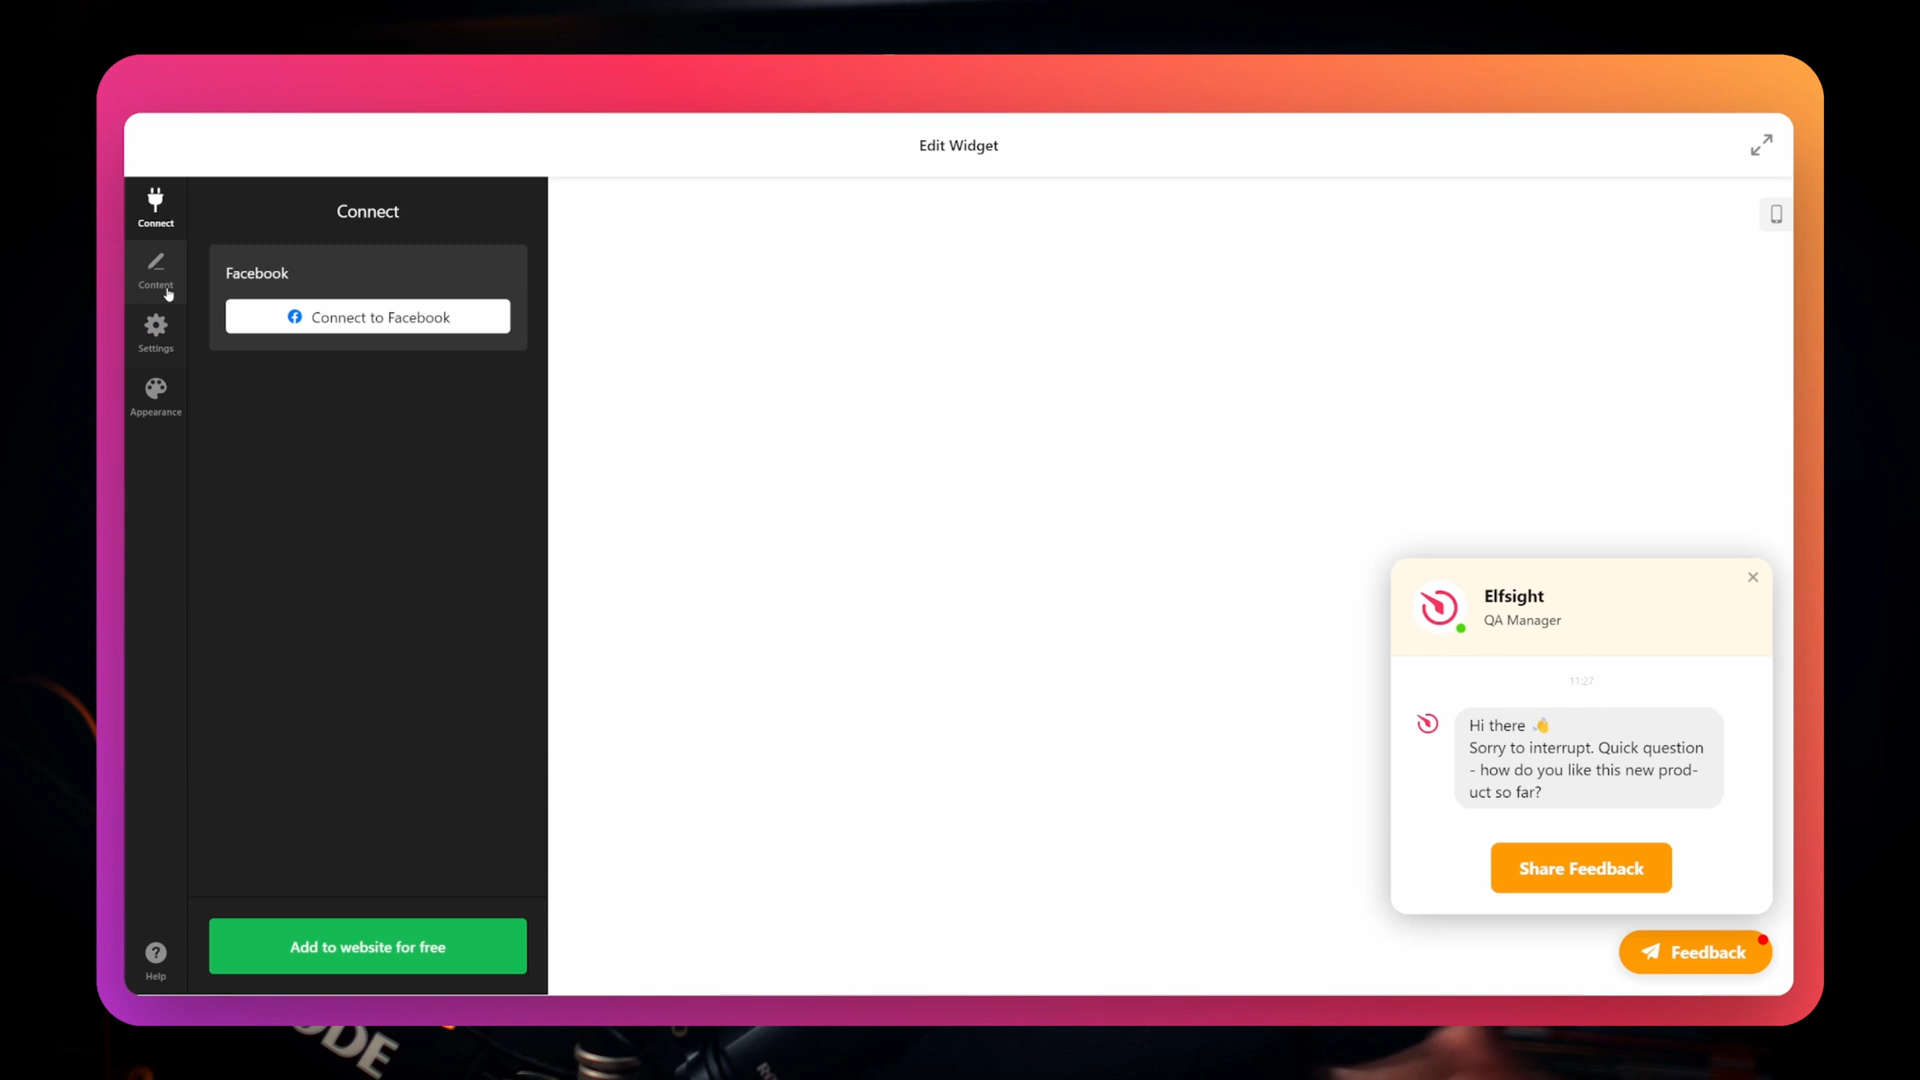 Edit Widget
Connect
Content
Settings
Appearance
Help
Connect
Facebook
Connect to Facebook
Add to website for free
Elfsight
QA Manager
11:27
Hi there 👋
Sorry to interrupt. Quick question
- how do you like this new prod-
uct so far?
Share Feedback
Feedback
ODE